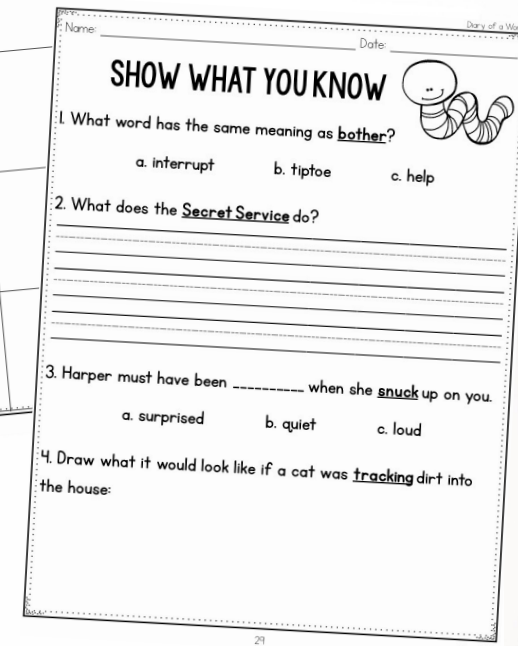 Diary of a Wo
Name: Date:
SHOW WHAT YOU KNOW
1. What word has the same meaning as bother?
a. interrupt b. tiptoe c. help
2. What does the Secret Service do?
3. Harper must have been __________ when she snuck up on you.
a. surprised b. quiet c. loud
4. Draw what it would look like if a cat was tracking dirt into
the house:
29